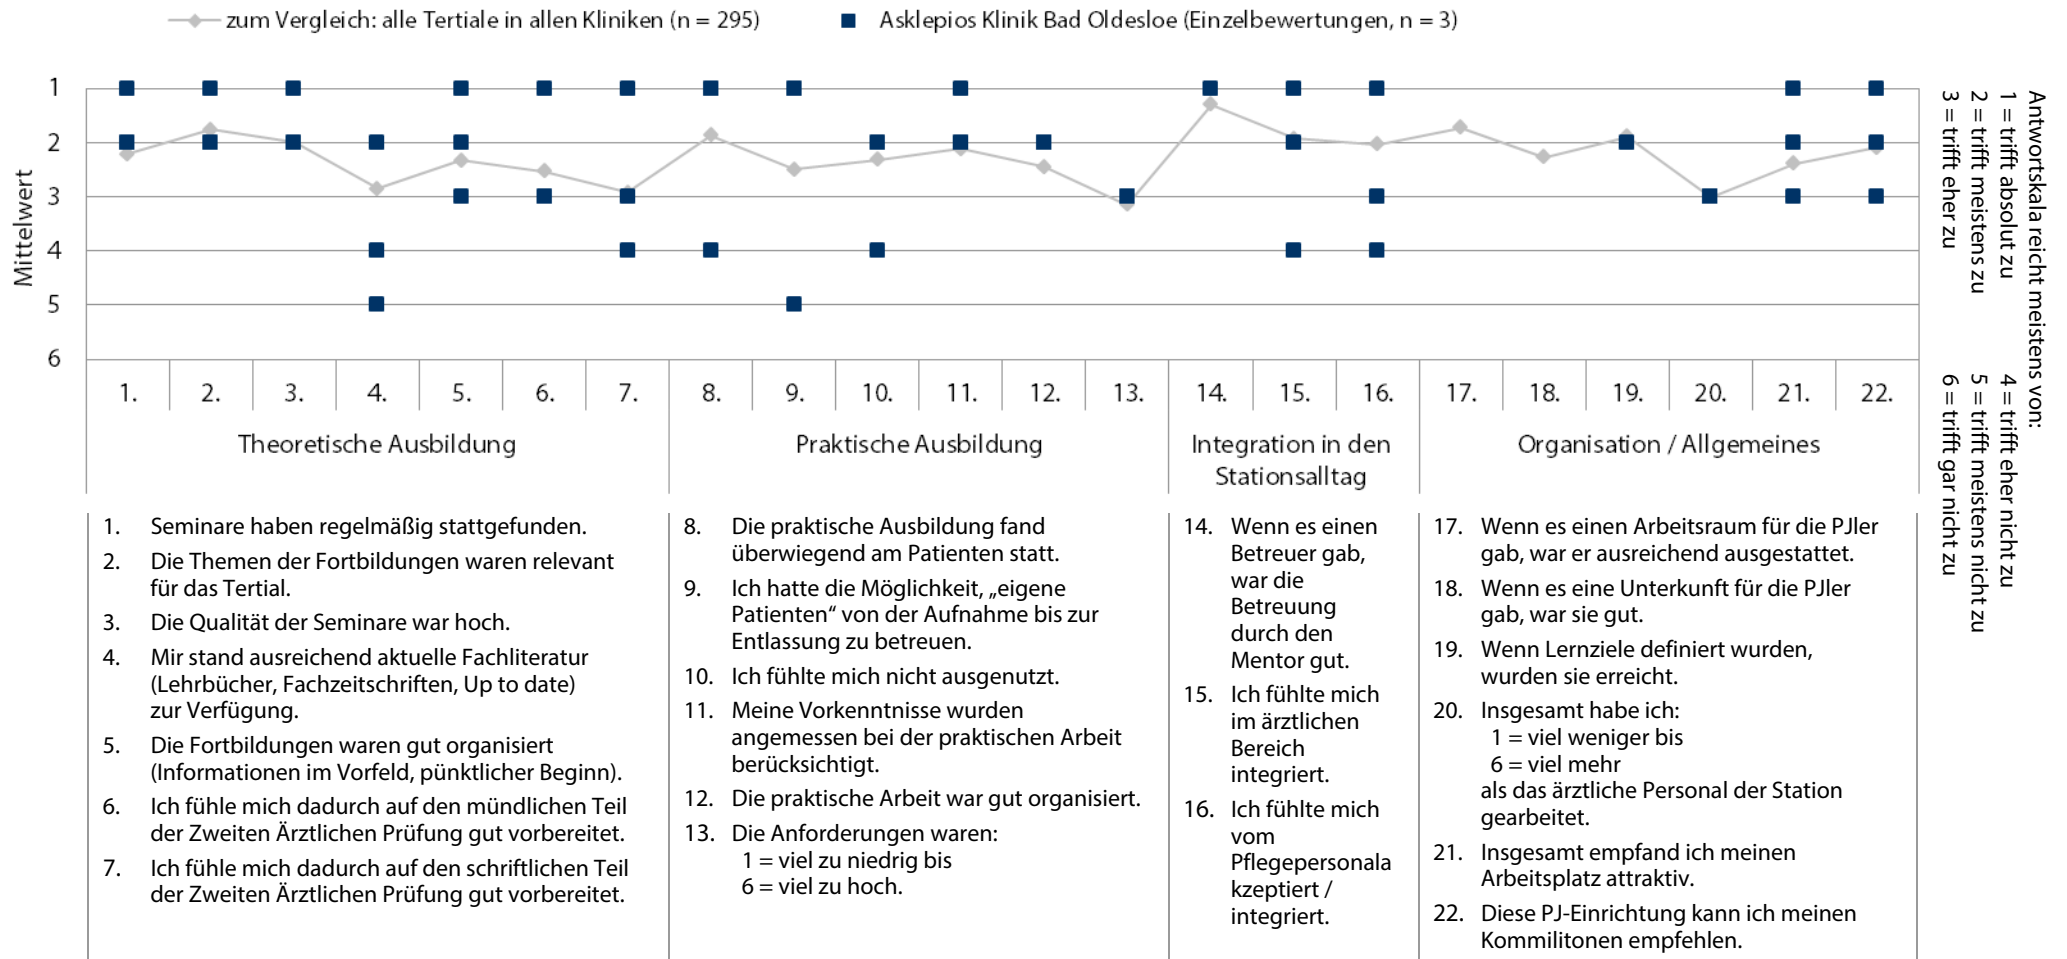 zum Vergleich: alle Tertiale in allen Kliniken (n = 295)
Asklepios Klinik Bad Oldesloe (Einzelbewertungen, n = 3)
Mittelwert
1
2
3
4
5
6
1. 2. 3. 4. 5. 6. 7. 8. 9. 10. 11. 12. 13. 14. 15. 16. 17. 18. 19. 20. 21. 22.
Theoretische Ausbildung
Praktische Ausbildung
Integration in den
Stationsalltag
Organisation / Allgemeines
1. Seminare haben regelmäßig stattgefunden.
2. Die Themen der Fortbildungen waren relevant
für das Tertial.
3. Die Qualität der Seminare war hoch.
4. Mir stand ausreichend aktuelle Fachliteratur
(Lehrbücher, Fachzeitschriften, Up to date)
zur Verfügung.
5. Die Fortbildungen waren gut organisiert
(Informationen im Vorfeld, pünktlicher Beginn).
6. Ich fühle mich dadurch auf den mündlichen Teil
der Zweiten Ärztlichen Prüfung gut vorbereitet.
7. Ich fühle mich dadurch auf den schriftlichen Teil
der Zweiten Ärztlichen Prüfung gut vorbereitet.
8. Die praktische Ausbildung fand
überwiegend am Patienten statt.
9. Ich hatte die Möglichkeit, „eigene
Patienten“ von der Aufnahme bis zur
Entlassung zu betreuen.
10. Ich fühlte mich nicht ausgenutzt.
11. Meine Vorkenntnisse wurden
angemessen bei der praktischen Arbeit
berücksichtigt.
12. Die praktische Arbeit war gut organisiert.
13. Die Anforderungen waren:
1 = viel zu niedrig bis
6 = viel zu hoch.
14. Wenn es einen
Betreuer gab,
war die
Betreuung
durch den
Mentor gut.
15. Ich fühlte mich
im ärztlichen
Bereich
integriert.
16. Ich fühlte mich
vom
Pflegepersonala
kzeptiert /
integriert.
17. Wenn es einen Arbeitsraum für die PJler
gab, war er ausreichend ausgestattet.
18. Wenn es eine Unterkunft für die PJler
gab, war sie gut.
19. Wenn Lernziele definiert wurden,
wurden sie erreicht.
20. Insgesamt habe ich:
1 = viel weniger bis
6 = viel mehr
als das ärztliche Personal der Station
gearbeitet.
21. Insgesamt empfand ich meinen
Arbeitsplatz attraktiv.
22. Diese PJ-Einrichtung kann ich meinen
Kommilitonen empfehlen.
Antwortskala reicht meistens von:
1 = trifft absolut zu
2 = trifft meistens zu
3 = trifft eher zu
4 = trifft eher nicht zu
5 = trifft meistens nicht zu
6 = trifft gar nicht zu